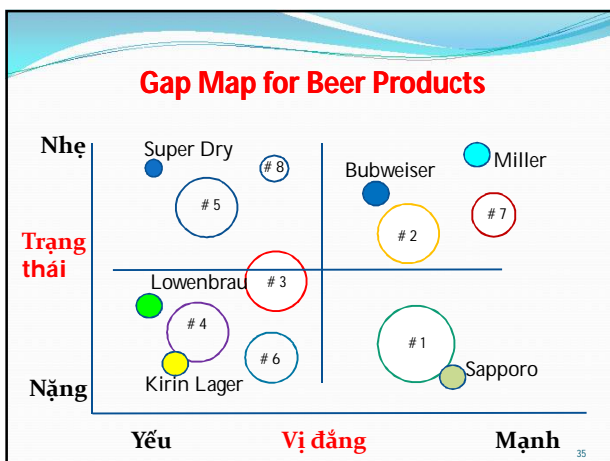 Gap Map for Beer Products
Nhẹ
Super Dry
# 8
Bubweiser
Miller
# 5
# 7
# 2
Trạng
thái
Lowenbrau
# 3
# 4
# 6
# 1
Nặng
Kirin Lager
Sapporo
Yếu
Vị đắng
Mạnh
35